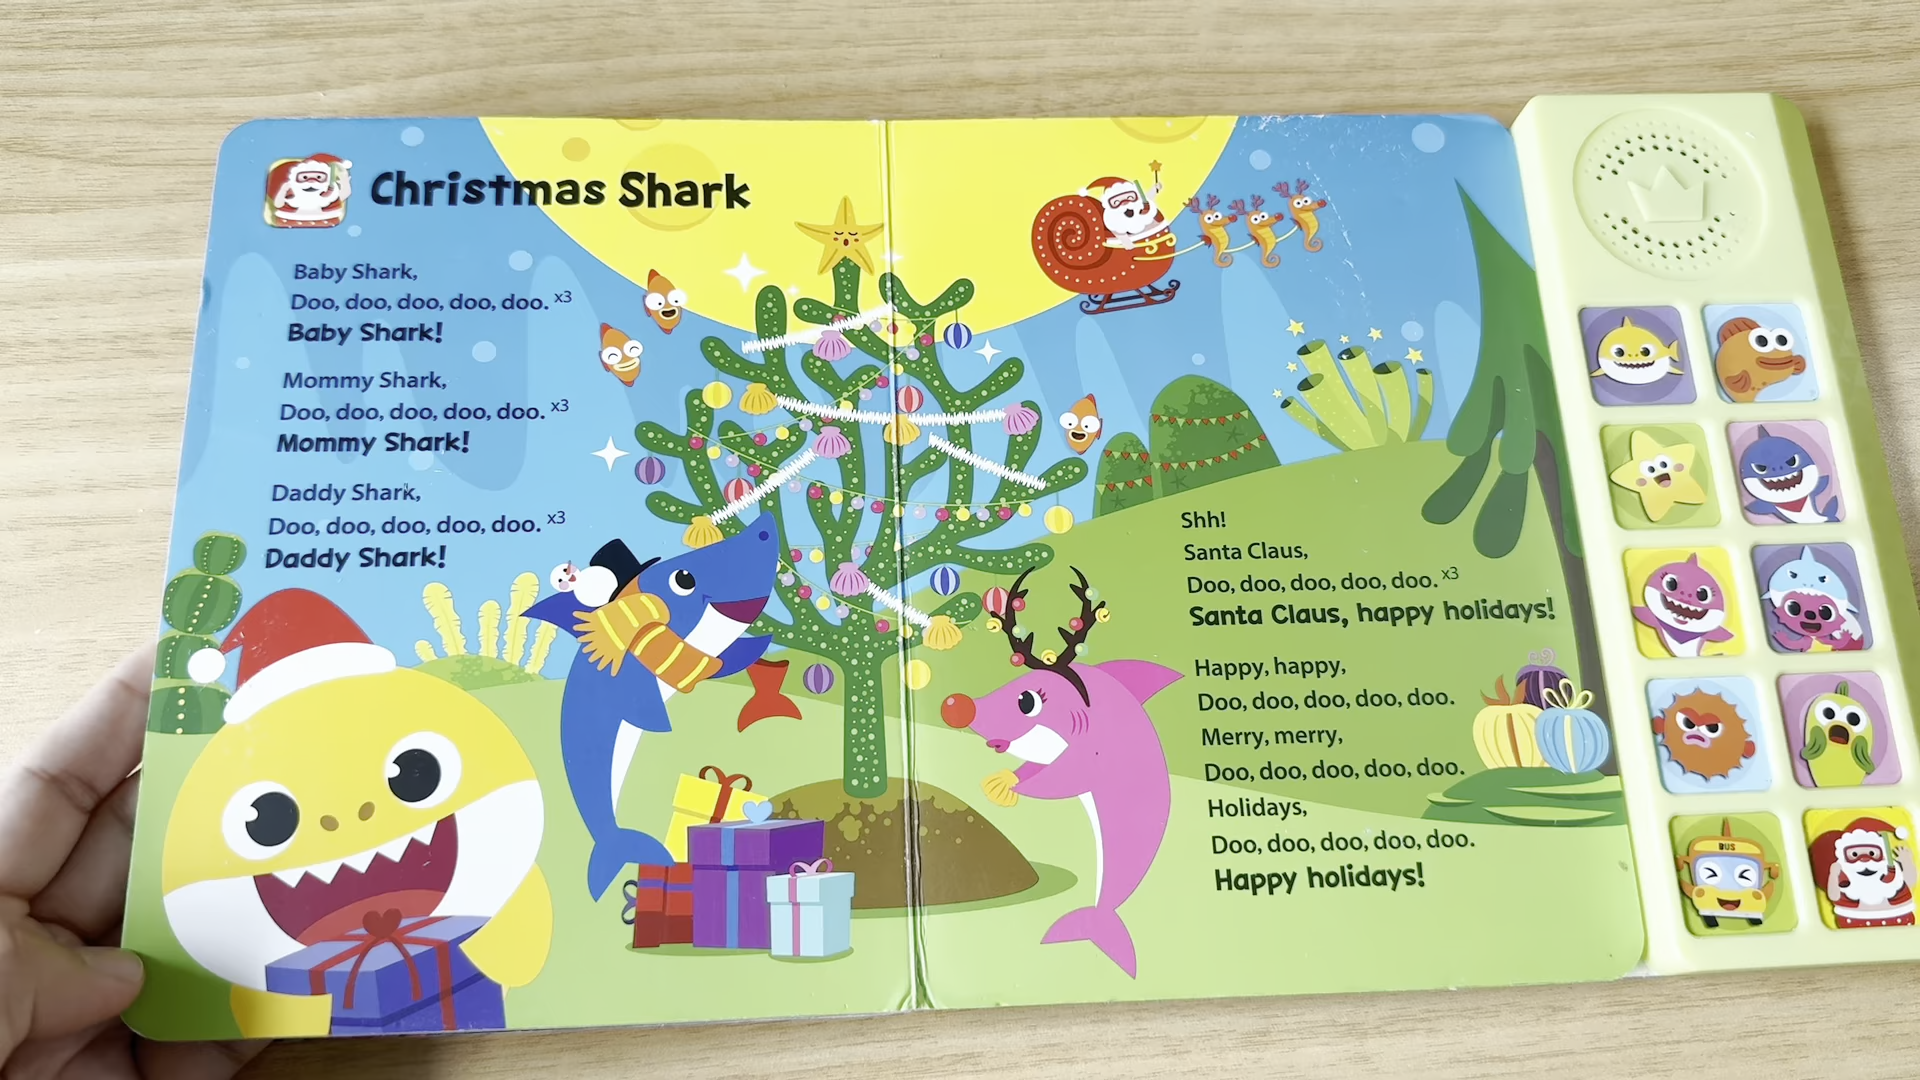 Christmas Shark
Baby Shark,
Doo, doo, doo, doo, doo. x3
Baby Shark!
Mommy Shark,
Doo, doo, doo, doo, doo. x3
Mommy Shark!
Daddy Shark,
Doo, doo, doo, doo, doo. x3
Daddy Shark!
Shh!
Santa Claus,
Doo, doo, doo, doo, doo. x3
Santa Claus, happy holidays!
Happy, happy,
Doo, doo, doo, doo, doo.
Merry, merry,
Doo, doo, doo, doo, doo.
Holidays,
Doo, doo, doo, doo, doo.
Happy holidays!
BUS